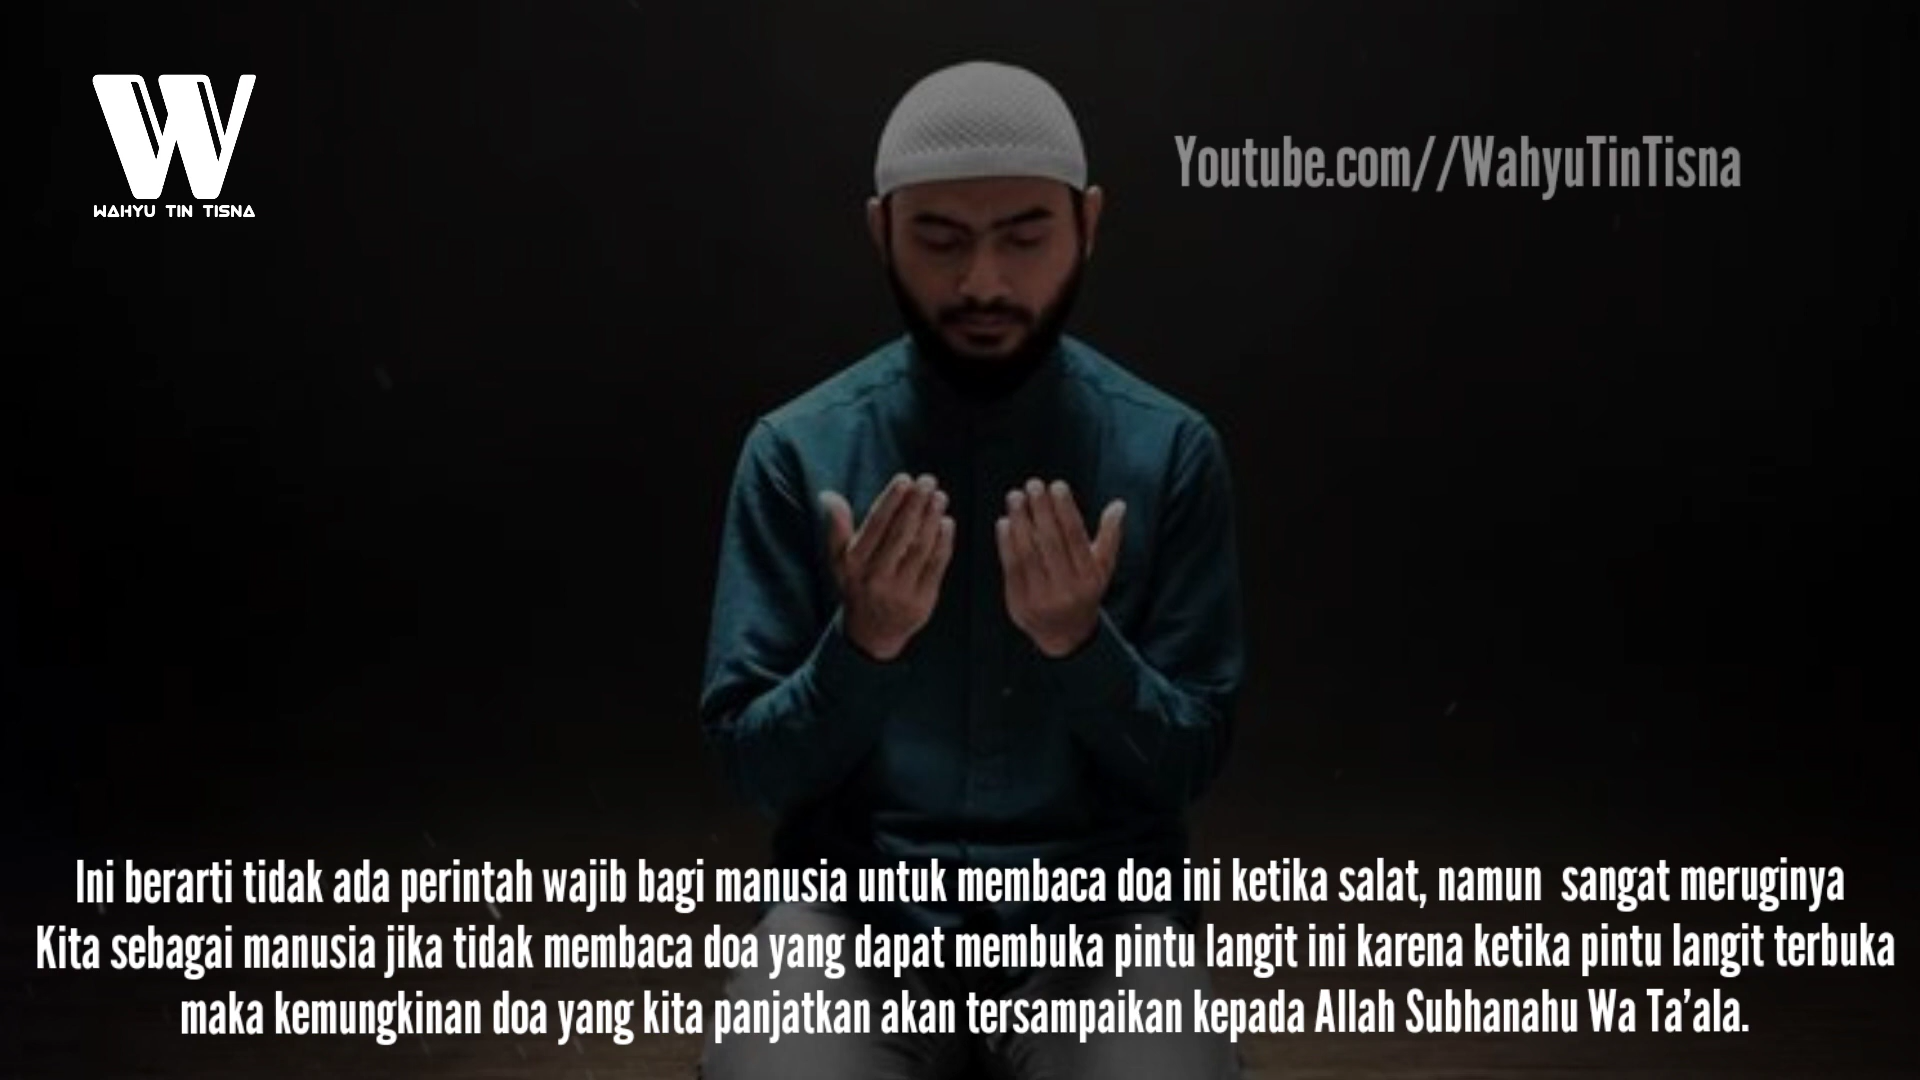 WAHYU TIN TISNA
Youtube.com//WahyuTinTisna
Ini berarti tidak ada perintah wajib bagi manusia untuk membaca doa ini ketika salat, namun sangat meruginya
Kita sebagai manusia jika tidak membaca doa yang dapat membuka pintu langit ini karena ketika pintu langit terbuka
maka kemungkinan doa yang kita panjatkan akan tersampaikan kepada Allah Subhanahu Wa Ta’ala.